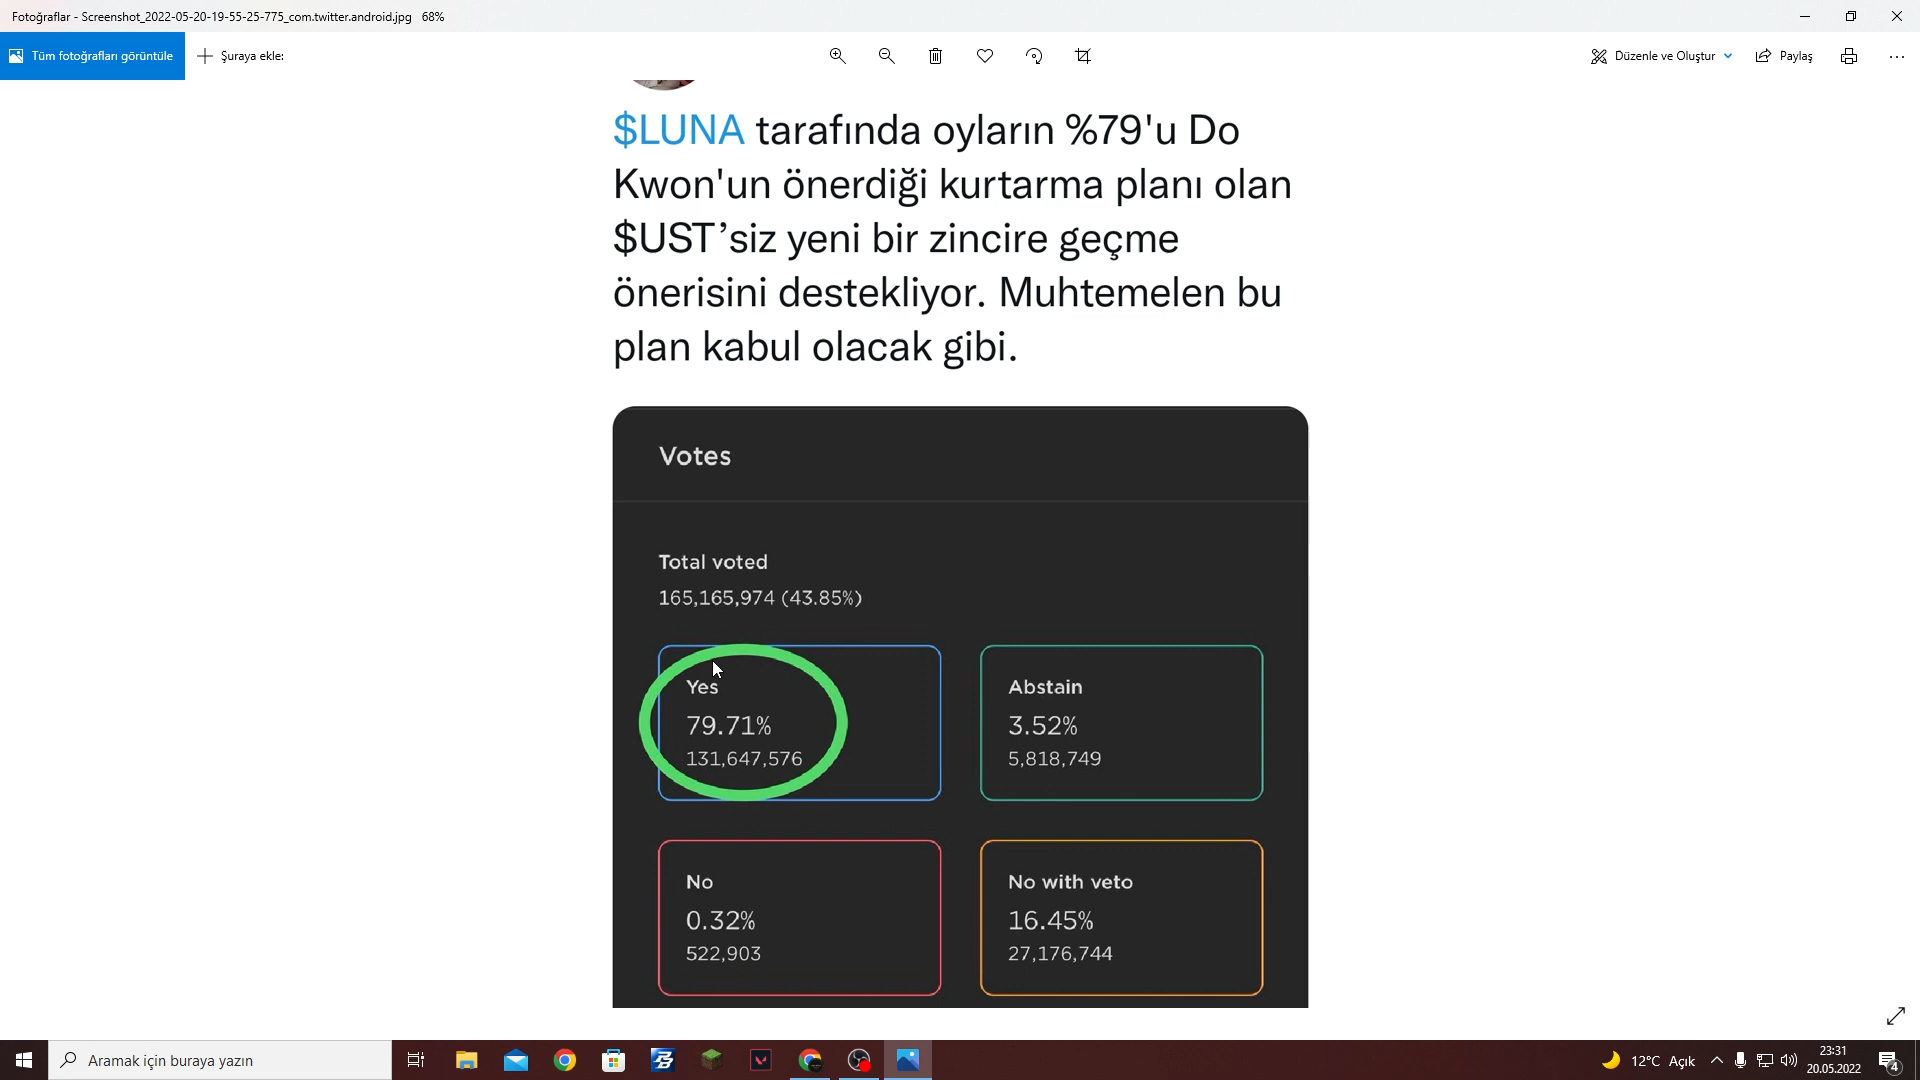 Fotoğraflar - Screenshot_2022-05-20-19-55-25-775_com.twitter.android.jpg 68%
Tüm fotoğrafları görüntüle
Şuraya ekle:
Düzenle ve Oluştur
Paylaş
$LUNA tarafında oyların %79'u Do
Kwon'un önerdiği kurtarma planı olan
$UST’siz yeni bir zincire geçme
önerisini destekliyor. Muhtemelen bu
plan kabul olacak gibi.
Votes
Total voted
165,165,974 (43.85%)
Yes
79.71%
131,647,576
Abstain
3.52%
5,818,749
No
0.32%
522,903
No with veto
16.45%
27,176,744
Aramak için buraya yazın
12°C Açık
23:31
20.05.2022
4